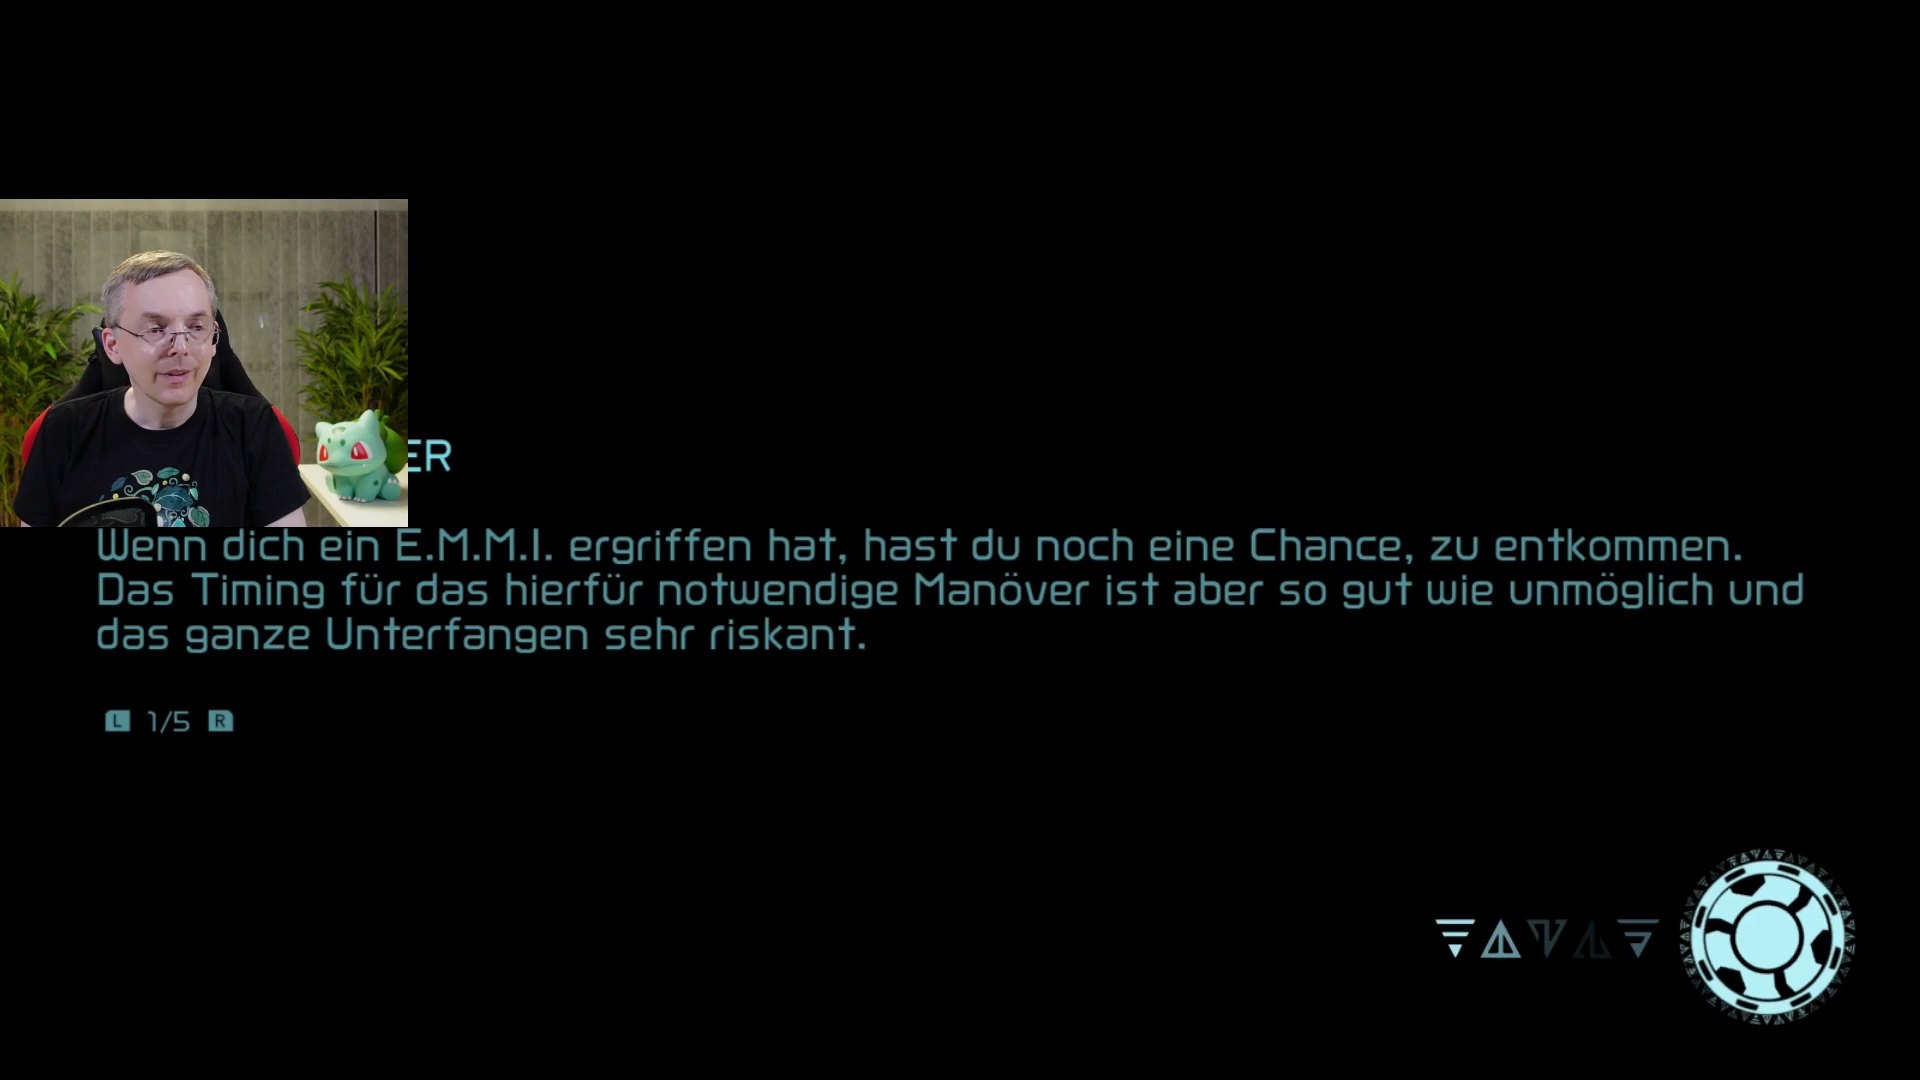 ER
Wenn dich ein E.M.M.I. ergriffen hat, hast du noch eine Chance, zu entkommen.
Das Timing für das hierfür notwendige Manöver ist aber so gut wie unmöglich und
das ganze Unterfangen sehr riskant.
L 1/5 R